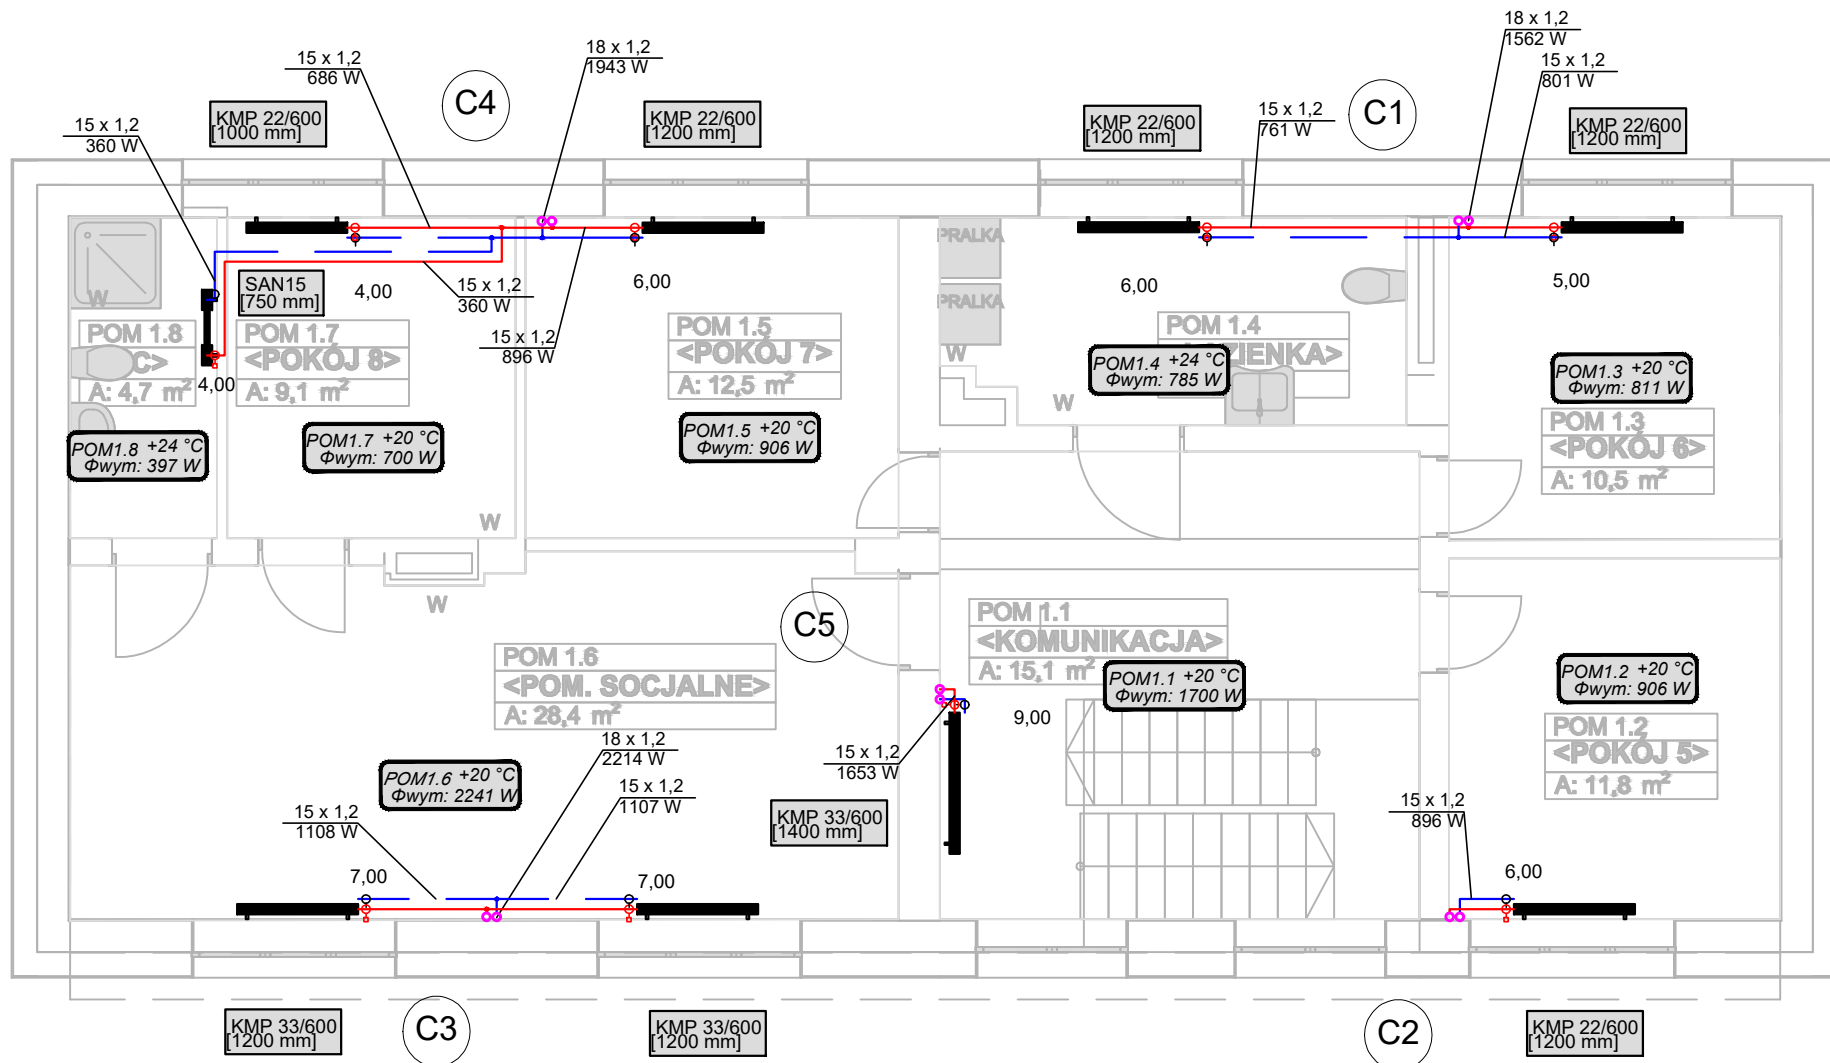 18 x 1,2
1562 W
15 x 1,2
686 W
18 x 1,2
1943 W
15 x 1,2
801 W
C4
C1
KMP 22/600
[1000 mm]
KMP 22/600
[1200 mm]
KMP 22/600
[1200 mm]
15 x 1,2
761 W
KMP 22/600
[1200 mm]
15 x 1,2
360 W
PRALKA
PRALKA
SAN15
[750 mm]
4,00
15 x 1,2
360 W
6,00
6,00
5,00
W
15 x 1,2
896 W
POM 1.8
C>
A: 4,7 m²
4,00
POM 1.7
<POKÓJ 8>
A: 9,1 m²
POM 1.5
<POKÓJ 7>
A: 12,5 m²
W
POM 1.4
ZIENKA>
POM1.4 +24 °C
Φwym: 785 W
W
POM1.3 +20 °C
Φwym: 811 W
POM 1.3
<POKÓJ 6>
A: 10,5 m²
POM1.8 +24 °C
Φwym: 397 W
POM1.7 +20 °C
Φwym: 700 W
POM1.5 +20 °C
Φwym: 906 W
W
W
C5
POM 1.1
<KOMUNIKACJA>
A: 15,1 m²
POM1.1 +20 °C
Φwym: 1700 W
POM 1.6
<POM. SOCJALNE>
A: 28,4 m²
9,00
POM1.2 +20 °C
Φwym: 906 W
POM 1.2
<POKÓJ 5>
A: 11,8 m²
18 x 1,2
2214 W
15 x 1,2
1653 W
POM1.6 +20 °C
Φwym: 2241 W
15 x 1,2
1107 W
15 x 1,2
1108 W
KMP 33/600
[1400 mm]
15 x 1,2
896 W
7,00
7,00
6,00
KMP 33/600
[1200 mm]
C3
KMP 33/600
[1200 mm]
C2
KMP 22/600
[1200 mm]